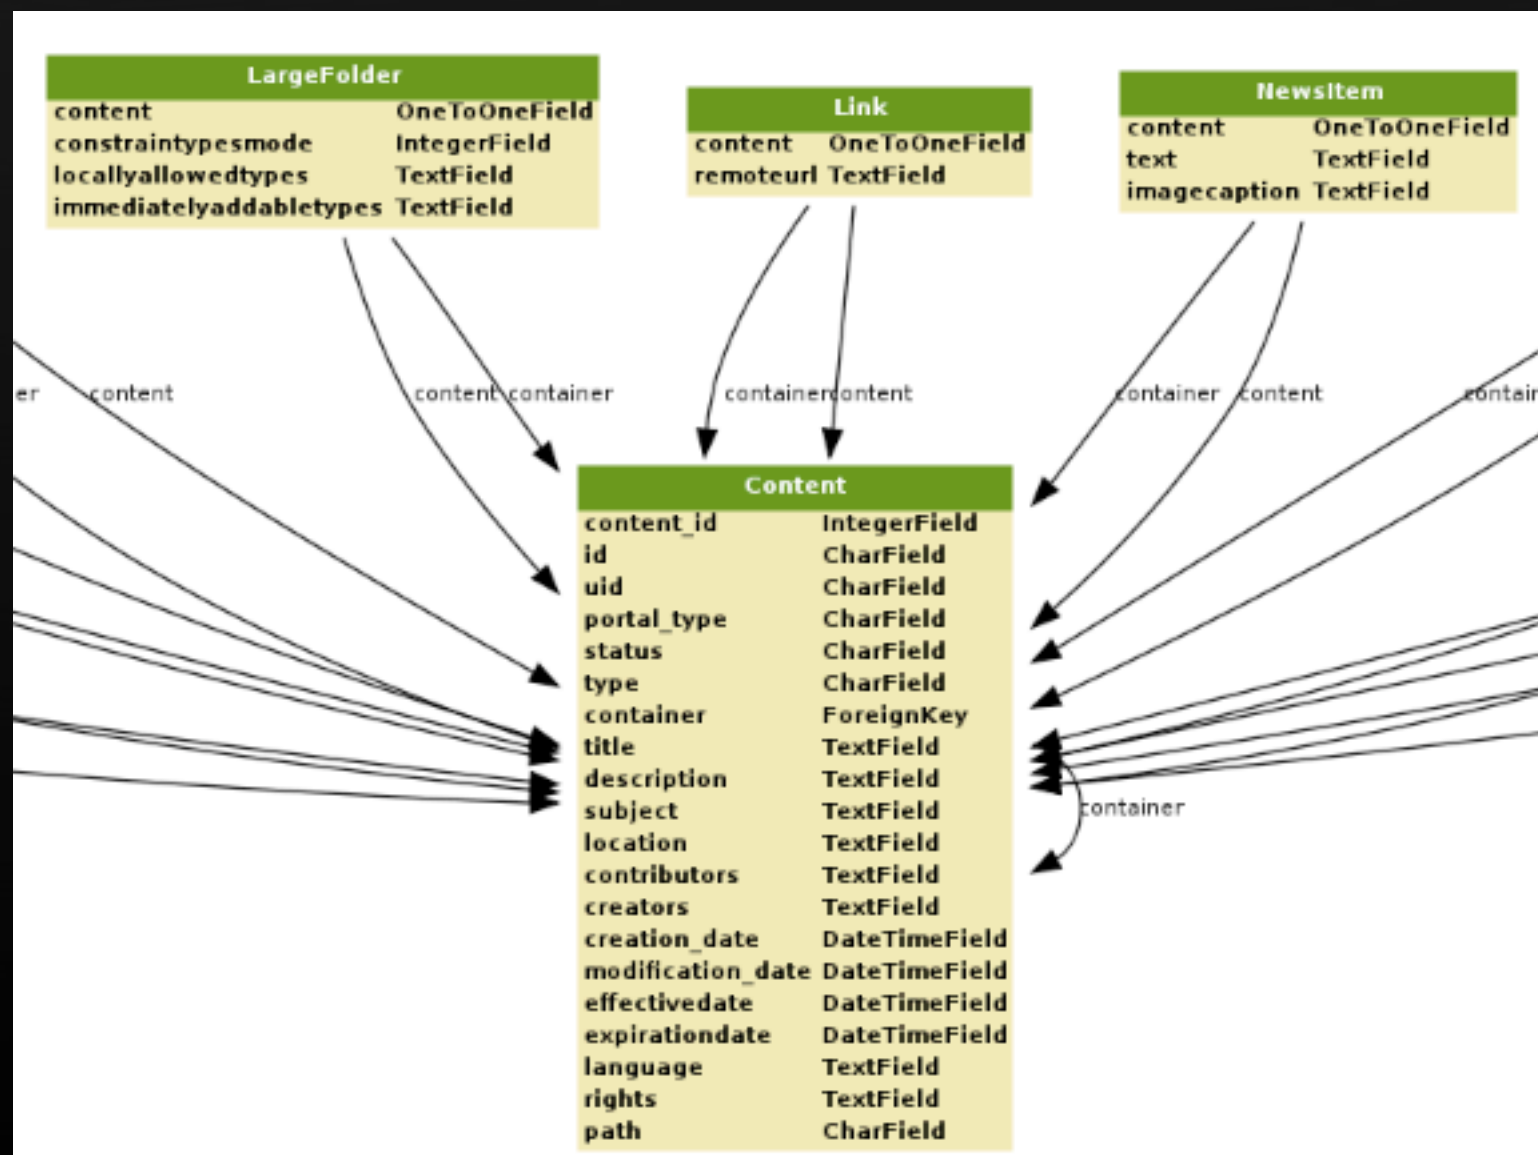 LargeFolder
content OneToOneField
constraintypesmode IntegerField
locallyallowedtypes TextField
immediatelyaddabletypes TextField
Link
content OneToOneField
remoteurl TextField
NewsItem
content OneToOneField
text TextField
imagecaption TextField
er
content
content
container
container
content
container
content
contain
Content
content_id IntegerField
id CharField
uid CharField
portal_type CharField
status CharField
type CharField
container ForeignKey
title TextField
description TextField
subject TextField
location TextField
contributors TextField
creators TextField
creation_date DateTimeField
modification_date DateTimeField
effectivedate DateTimeField
expirationdate DateTimeField
language TextField
rights TextField
path CharField
container